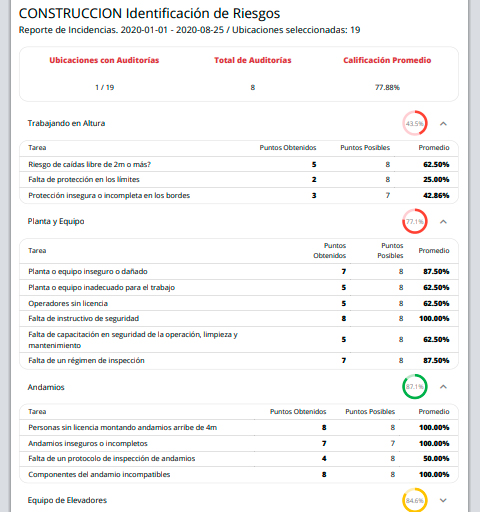 CONSTRUCCION Identificación de Riesgos
Reporte de Incidencias. 2020-01-01 - 2020-08-25 / Ubicaciones seleccionadas: 19
Ubicaciones con Auditorías Total de Auditorías Calificación Promedio
1 / 19 8 77.88%
Trabajando en Altura 43.5%
Tarea Puntos Obtenidos Puntos Posibles Promedio
Riesgo de caídas libre de 2m o más? 5 8 62.50%
Falta de protección en los límites 2 8 25.00%
Protección insegura o incompleta en los bordes 3 7 42.86%
Planta y Equipo 77.1%
Tarea Puntos Obtenidos Puntos Posibles Promedio
Planta o equipo inseguro o dañado 7 8 87.50%
Planta o equipo inadecuado para el trabajo 5 8 62.50%
Operadores sin licencia 5 8 62.50%
Falta de instructivo de seguridad 8 8 100.00%
Falta de capacitación en seguridad de la operación, limpieza y
mantenimiento 5 8 62.50%
Falta de un régimen de inspección 7 8 87.50%
Andamios 87.1%
Tarea Puntos Obtenidos Puntos Posibles Promedio
Personas sin licencia montando andamios arribe de 4m 8 8 100.00%
Andamios inseguros o incompletos 7 7 100.00%
Falta de un protocolo de inspección de andamios 4 8 50.00%
Componentes del andamio incompatibles 8 8 100.00%
Equipo de Elevadores 84.6%